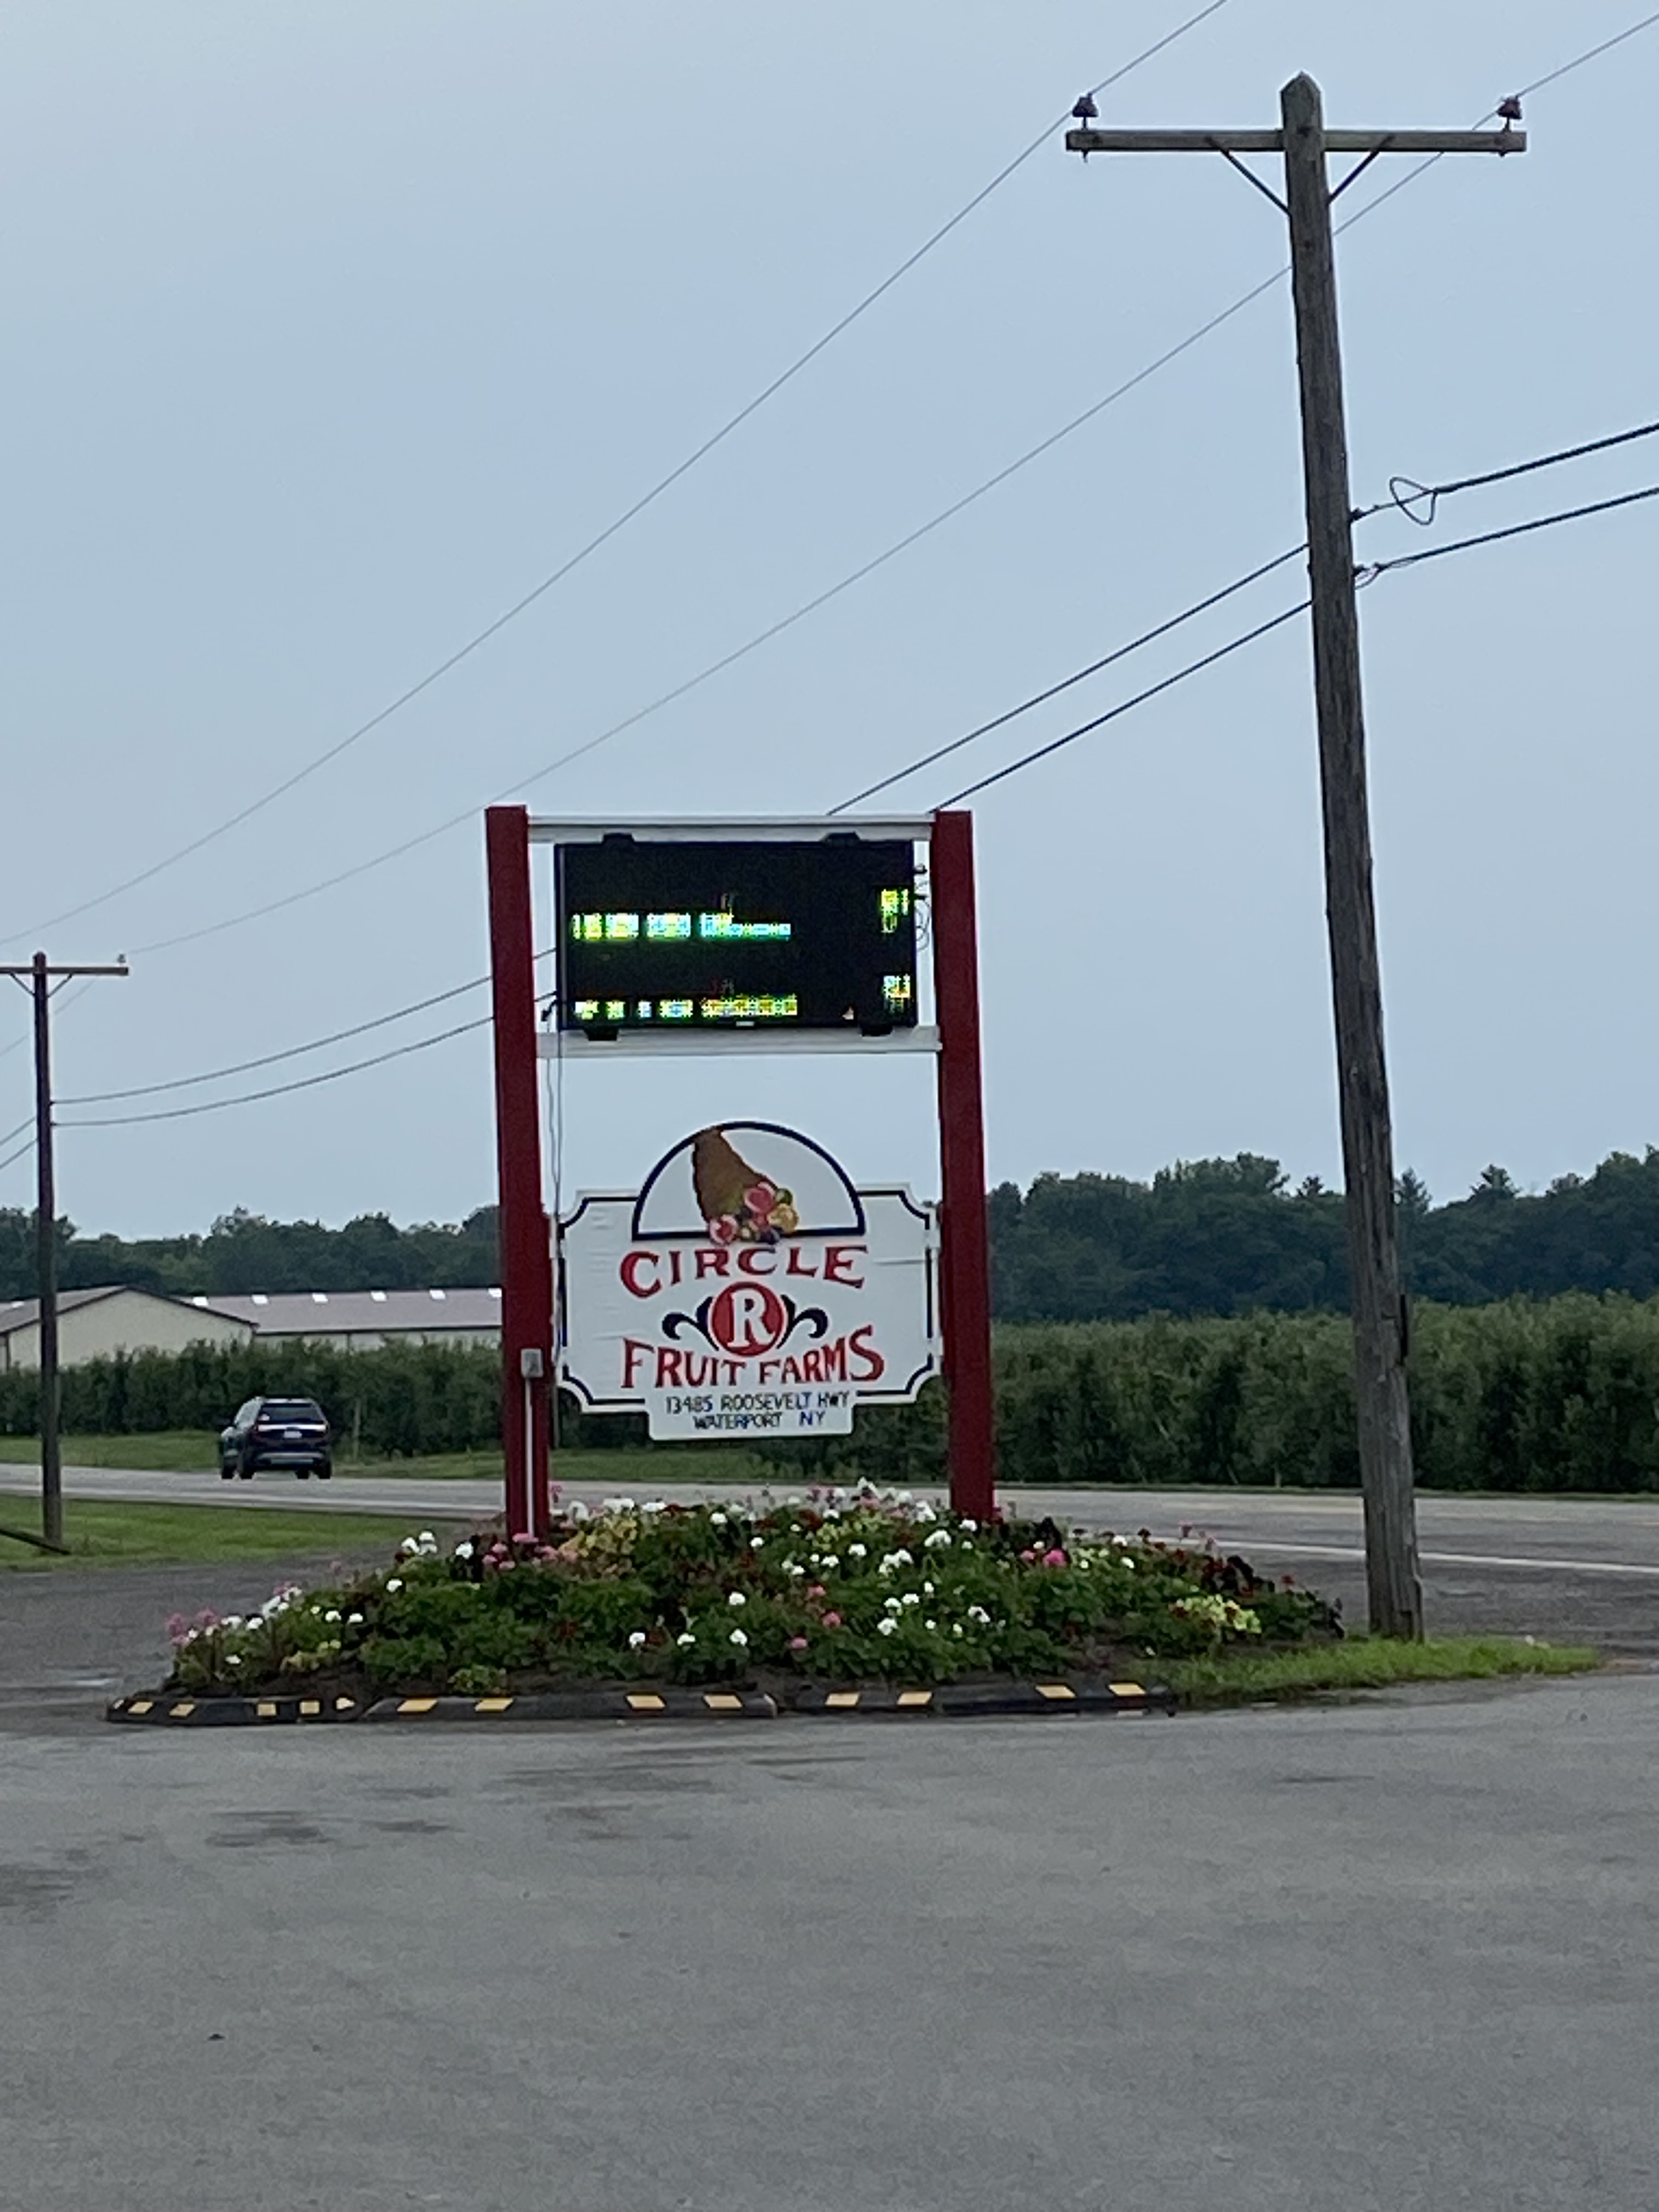 CIRCLE
R
FRUIT FARMS
13485 ROOSEVELT HWY
WATERPORT NY